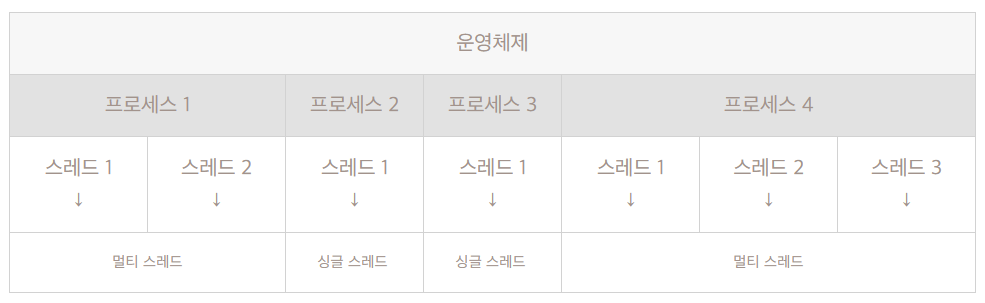 운영체제
프로세스 1 프로세스 2 프로세스 3 프로세스 4
스레드 1 스레드 2 스레드 1 스레드 1 스레드 1 스레드 2 스레드 3
↓ ↓ ↓ ↓ ↓ ↓ ↓
멀티 스레드 싱글 스레드 싱글 스레드 멀티 스레드